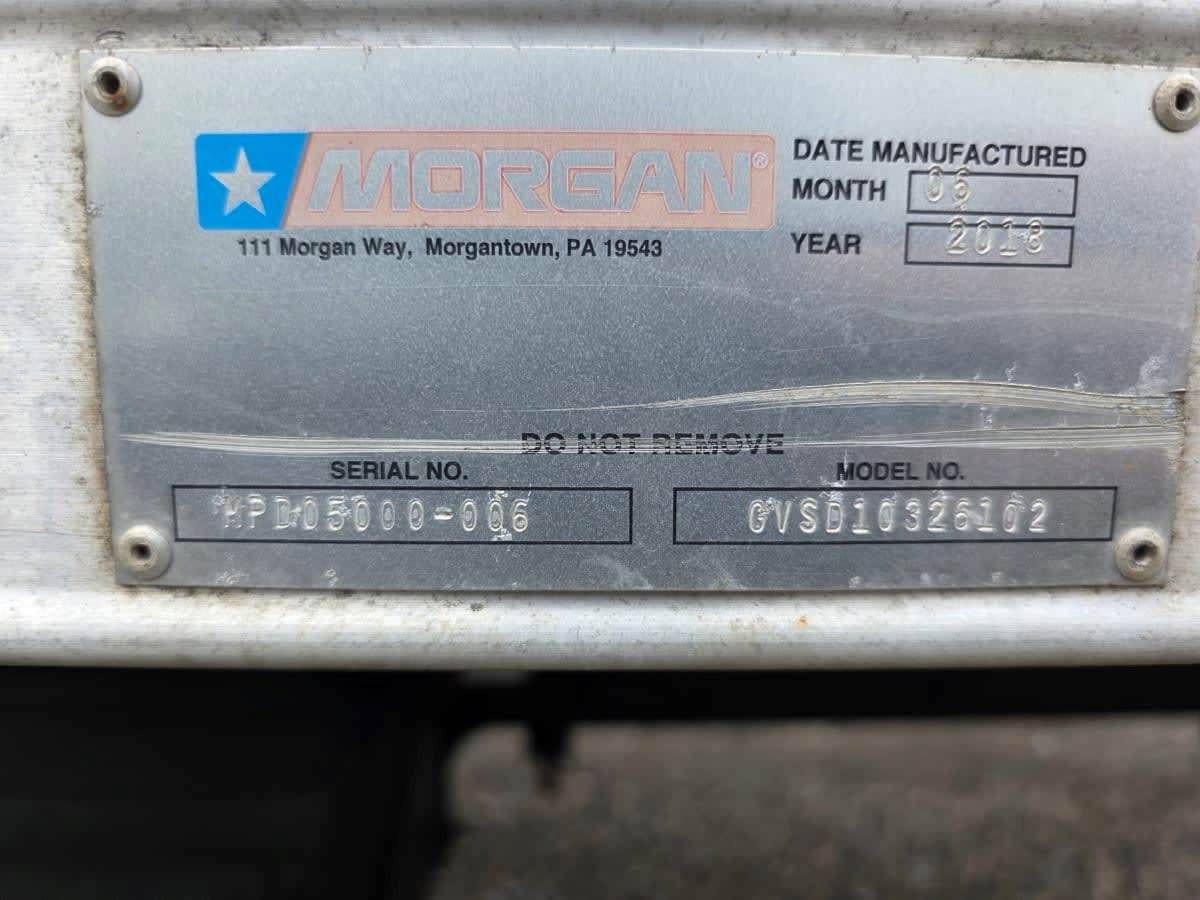 MORGAN®
111 Morgan Way, Morgantown, PA 19543
DATE MANUFACTURED
MONTH 06
YEAR 2018
DO NOT REMOVE
SERIAL NO.
MPD05000-006
MODEL NO.
GVSD10326102